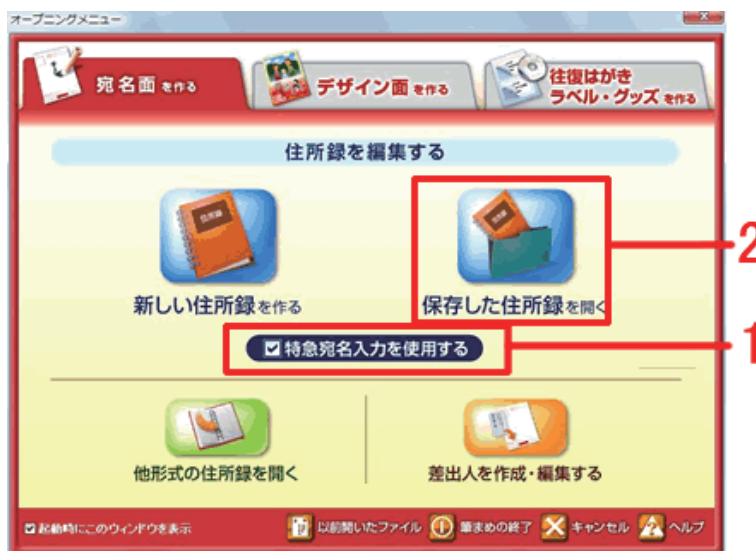 オープニングメニュー
宛名面を作る
デザイン面を作る
往復はがき
ラベル・グッズを作る
住所録を編集する
住所録
住所録
新しい住所録を作る
保存した住所録を開く
2
特急宛名入力を使用する
1
他形式の住所録を開く
差出人を作成・編集する
起動時にこのウィンドウを表示
以前開いたファイル
筆まめの終了
キャンセル
ヘルプ